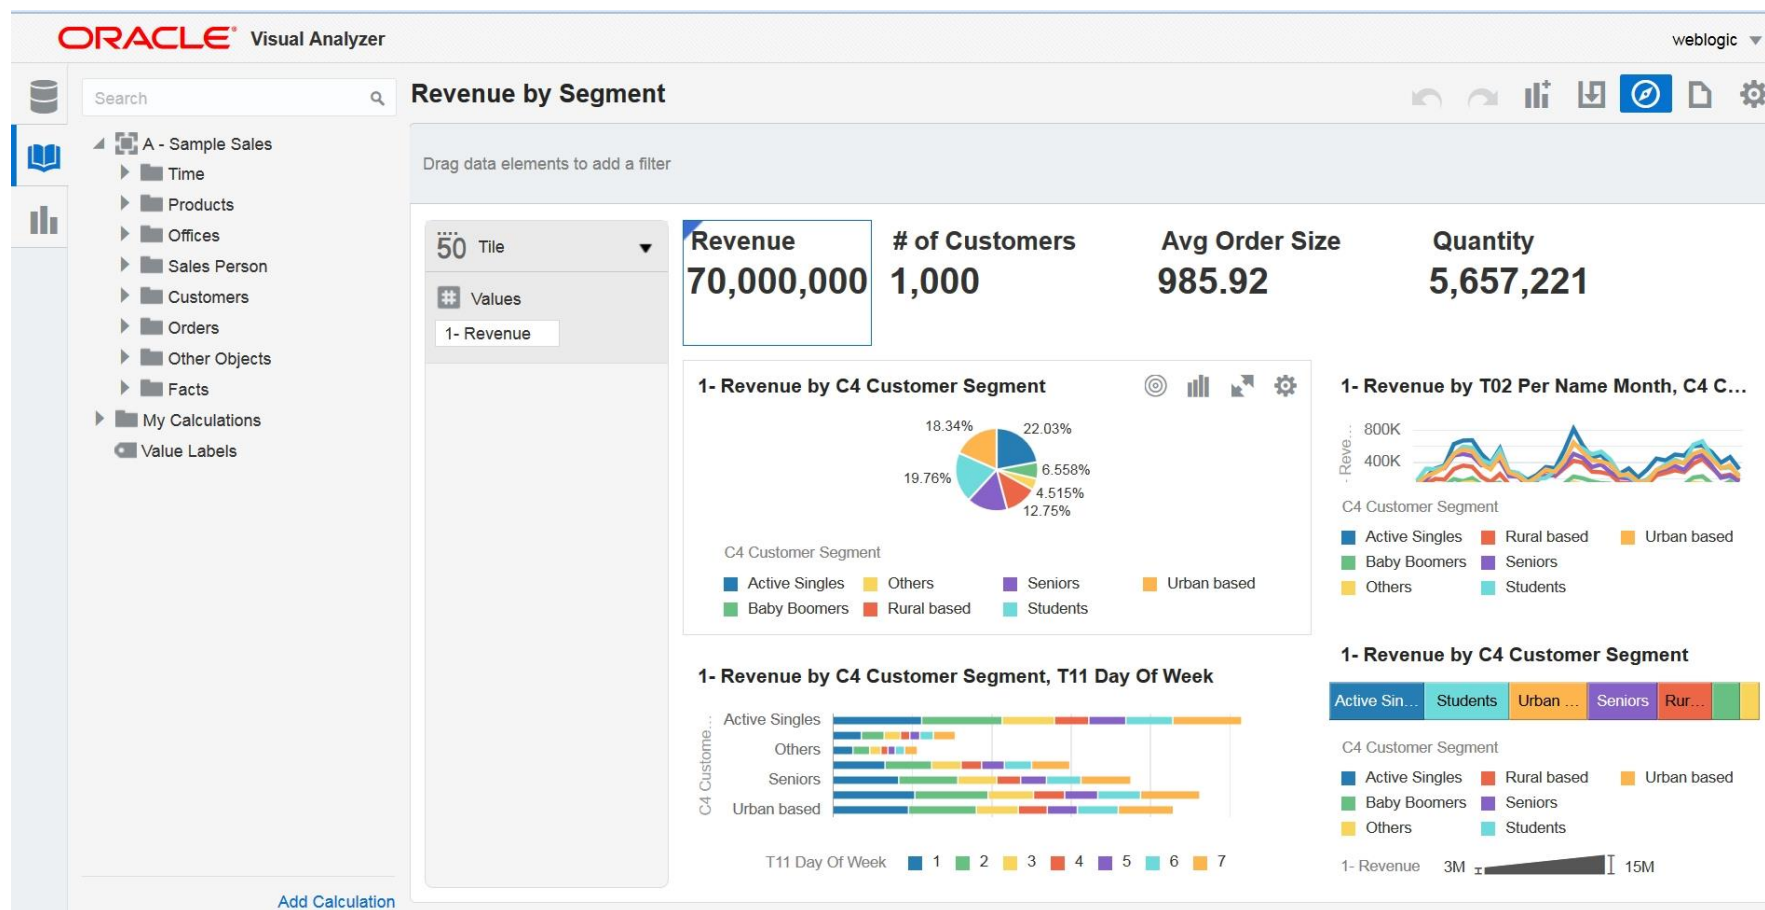 ORACLE Visual Analyzer
weblogic
Search
Revenue by Segment
A - Sample Sales
Time
Products
Offices
Sales Person
Customers
Orders
Other Objects
Facts
My Calculations
Value Labels
Add Calculation
Drag data elements to add a filter
50 Tile
# Values
1- Revenue
Revenue
70,000,000
# of Customers
1,000
Avg Order Size
985.92
Quantity
5,657,221
1- Revenue by C4 Customer Segment
18.34%
22.03%
19.76%
6.558%
4.515%
12.75%
C4 Customer Segment
Active Singles Others Seniors Urban based
Baby Boomers Rural based Students
1- Revenue by T02 Per Name Month, C4 C...
- Reve...
800K
400K
C4 Customer Segment
Active Singles Rural based Urban based
Baby Boomers Seniors
Others Students
1- Revenue by C4 Customer Segment, T11 Day Of Week
C4 Custome...
Active Singles
Others
Seniors
Urban based
T11 Day Of Week 1 2 3 4 5 6 7
1- Revenue by C4 Customer Segment
Active Sin... Students Urban ... Seniors Rur...
C4 Customer Segment
Active Singles Rural based Urban based
Baby Boomers Seniors
Others Students
1- Revenue 3M 15M